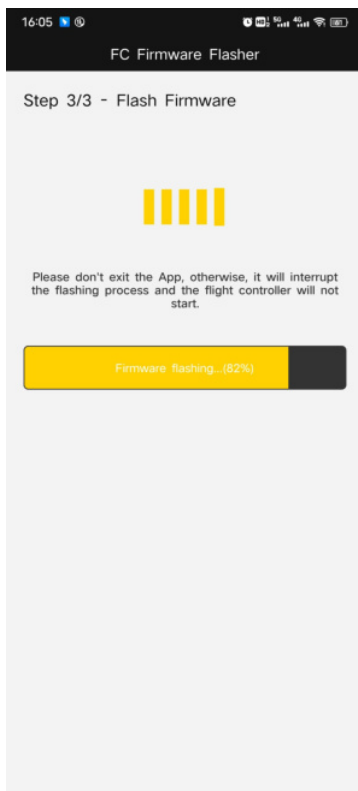 16:05
FC Firmware Flasher
Step 3/3 - Flash Firmware
Please don't exit the App, otherwise, it will interrupt
the flashing process and the flight controller will not
start.
Firmware flashing...(82%)